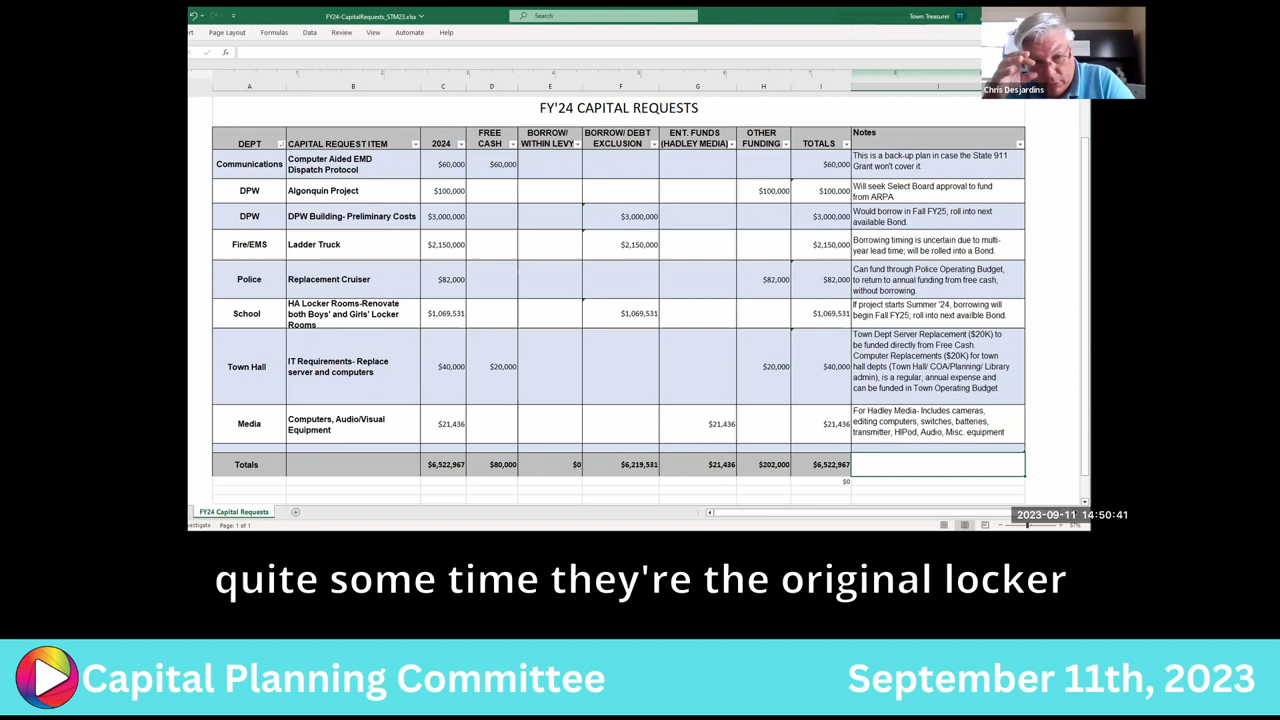 FY24-CapitalRequests_STM23.xlsx
Search
Town Treasurer TT
Page Layout Formulas Data Review View Automate Help
Chris Desjardins
A B C D E F G H I J
FY'24 CAPITAL REQUESTS
DEPT CAPITAL REQUEST ITEM 2024 FREE CASH BORROW/ WITHIN LEVY BORROW/ DEBT EXCLUSION ENT. FUNDS (HADLEY MEDIA) OTHER FUNDING TOTALS Notes
Communications Computer Aided EMD Dispatch Protocol $60,000 $60,000 $60,000 This is a back-up plan in case the State 911
Grant won't cover it.
DPW Algonquin Project $100,000 $100,000 $100,000 Will seek Select Board approval to fund
from ARPA
DPW DPW Building- Preliminary Costs $3,000,000 $3,000,000 $3,000,000 Would borrow in Fall FY25, roll into next
available Bond.
Fire/EMS Ladder Truck $2,150,000 $2,150,000 $2,150,000 Borrowing timing is uncertain due to multi-
year lead time; will be rolled into a Bond.
Police Replacement Cruiser $82,000 $82,000 $82,000 Can fund through Police Operating Budget,
to return to annual funding from free cash,
without borrowing.
School HA Locker Rooms-Renovate both Boys' and Girls' Locker Rooms $1,069,531 $1,069,531 $1,069,531 If project starts Summer '24, borrowing will
begin Fall FY25; roll into next availble Bond.
Town Hall IT Requirements- Replace server and computers $40,000 $20,000 $20,000 $40,000 Town Dept Server Replacement ($20K) to
be funded directly from Free Cash.
Computer Replacements ($20K) for town
hall depts (Town Hall/ COA/Planning/ Library
admin), is a regular, annual expense and
can be funded in Town Operating Budget
Media Computers, Audio/Visual Equipment $21,436 $21,436 $21,436 For Hadley Media- Includes cameras,
editing computers, switches, batteries,
transmitter, HIPod, Audio, Misc. equipment
Totals $6,522,967 $80,000 $0 $6,219,531 $21,436 $202,000 $6,522,967
$0
FY24 Capital Requests
2023-09-11 14:50:41
Page: 1 of 1
quite some time they're the original locker
Capital Planning Committee
September 11th, 2023